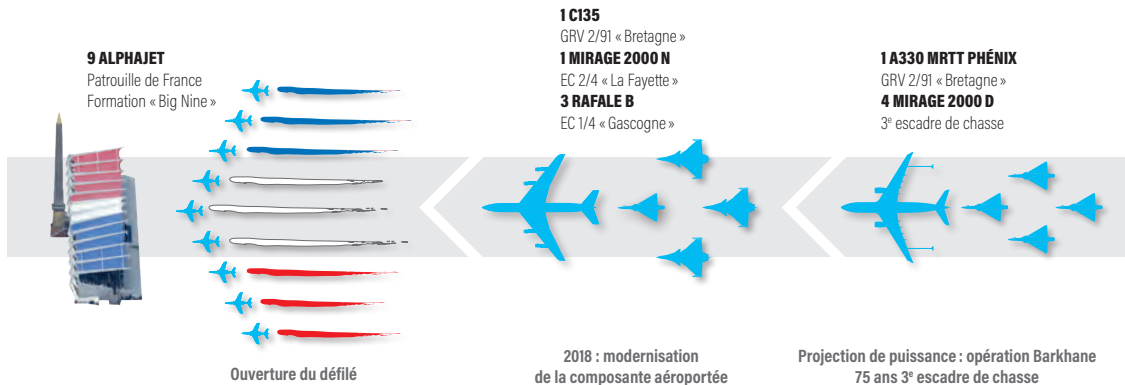 9 ALPHAJET
Patrouille de France
Formation « Big Nine »
Ouverture du défilé
1 C135
GRV 2/91 « Bretagne »
1 MIRAGE 2000 N
EC 2/4 « La Fayette »
3 RAFALE B
EC 1/4 « Gascogne »
2018 : modernisation
de la composante aéroportée
1 A330 MRTT PHÉNIX
GRV 2/91 « Bretagne »
4 MIRAGE 2000 D
3e escadre de chasse
Projection de puissance : opération Barkhane
75 ans 3e escadre de chasse